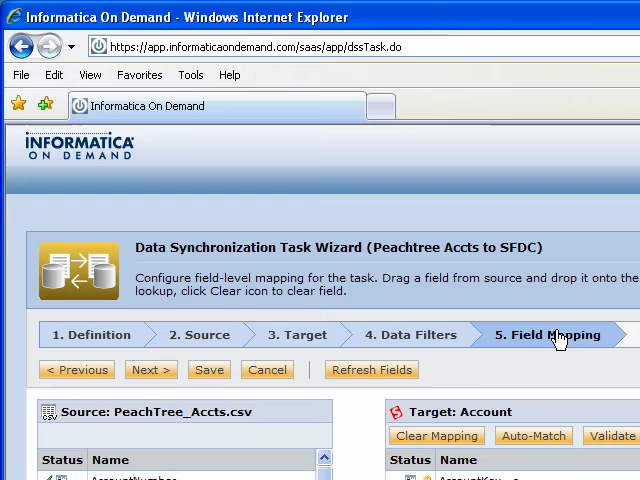 Informatica On Demand - Windows Internet Explorer
https://app.informaticaondemand.com/saas/app/dssTask.do
File Edit View Favorites Tools Help
Informatica On Demand
INFORMATICA
ON DEMAND
Data Synchronization Task Wizard (Peachtree Accts to SFDC)
Configure field-level mapping for the task. Drag a field from source and drop it onto the
lookup, click Clear icon to clear field.
1. Definition 2. Source 3. Target 4. Data Filters 5. Field Mapping
< Previous Next > Save Cancel Refresh Fields
Source: PeachTree_Accts.csv Target: Account
CSV
Clear Mapping Auto-Match Validate
Status Name Status Name
AccountNumber AccountKey__c